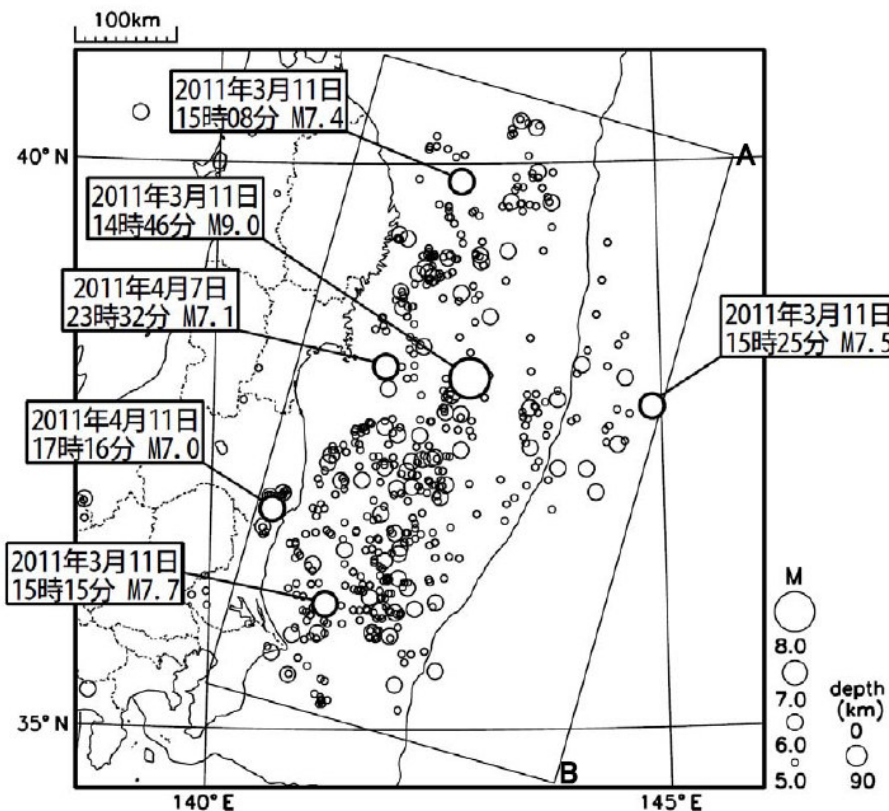 100km
2011年3月11日
15時08分 M7.4
40°N
A
2011年3月11日
14時46分 M9.0
2011年4月7日
23時32分 M7.1
2011年3月11日
15時25分 M7.5
2011年4月11日
17時16分 M7.0
2011年3月11日
15時15分 M7.7
M
8.0
7.0
6.0
5.0
depth
(km)
0
90
35°N
B
140°E
145°E